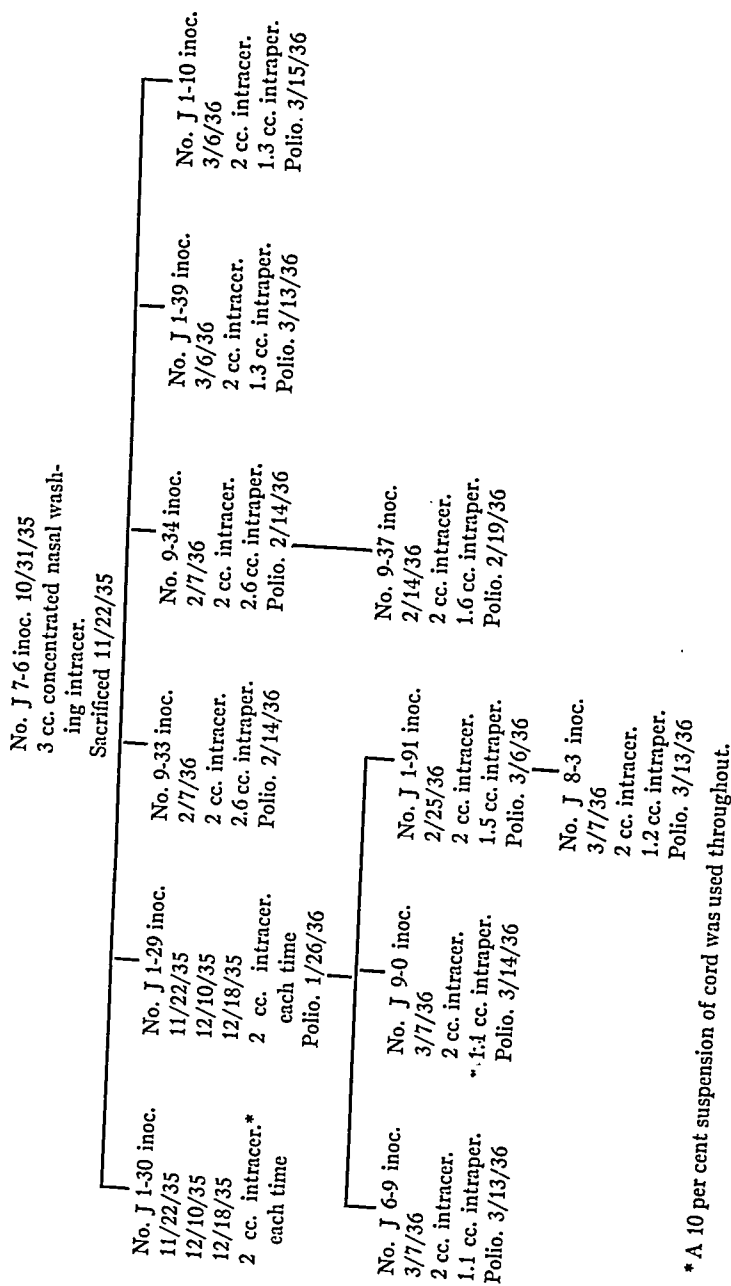 No. J 7-6 inoc. 10/31/35
3 cc. concentrated nasal wash-
ing intracer.
Sacrificed 11/22/35
No. J 1-30 inoc.
11/22/35
12/10/35
12/18/35
2 cc. intracer.*
each time
No. J 1-29 inoc.
11/22/35
12/10/35
12/18/35
2 cc. intracer.
each time
Polio. 1/26/36
No. 9-33 inoc.
2/7/36
2 cc. intracer.
2.6 cc. intraper.
Polio. 2/14/36
No. 9-34 inoc.
2/7/36
2 cc. intracer.
2.6 cc. intraper.
Polio. 2/14/36
No. J 1-39 inoc.
3/6/36
2 cc. intracer.
1.3 cc. intraper.
Polio. 3/13/36
No. J 1-10 inoc.
3/6/36
2 cc. intracer.
1.3 cc. intraper.
Polio. 3/15/36
No. J 6-9 inoc.
3/7/36
2 cc. intracer.
1.1 cc. intraper.
Polio. 3/13/36
No. J 9-0 inoc.
3/7/36
2 cc. intracer.
1.1 cc. intraper.
Polio. 3/14/36
No. J 1-91 inoc.
2/25/36
2 cc. intracer.
1.5 cc. intraper.
Polio. 3/6/36
No. 9-37 inoc.
2/14/36
2 cc. intracer.
1.6 cc. intraper.
Polio. 2/19/36
No. J 8-3 inoc.
3/7/36
2 cc. intracer.
1.2 cc. intraper.
Polio. 3/13/36
* A 10 per cent suspension of cord was used throughout.